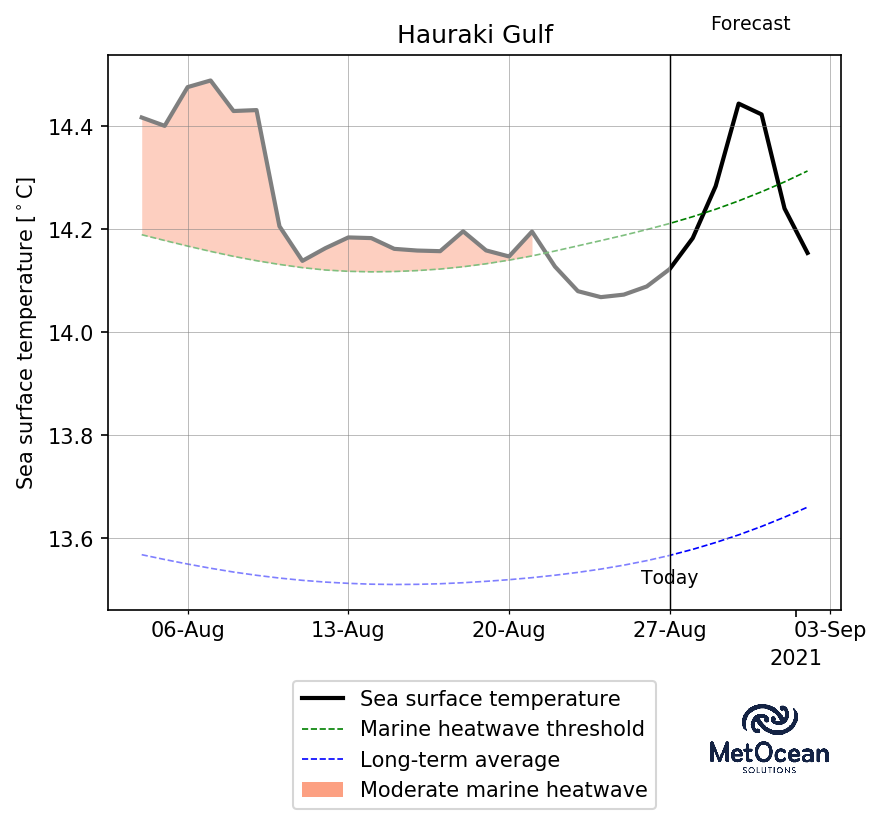 Forecast
Hauraki Gulf
Sea surface temperature [°C]
14.4
14.2
14.0
13.8
13.6
Today
06-Aug 13-Aug 20-Aug 27-Aug 03-Sep
2021
Sea surface temperature
Marine heatwave threshold
Long-term average
Moderate marine heatwave
MetOcean
SOLUTIONS